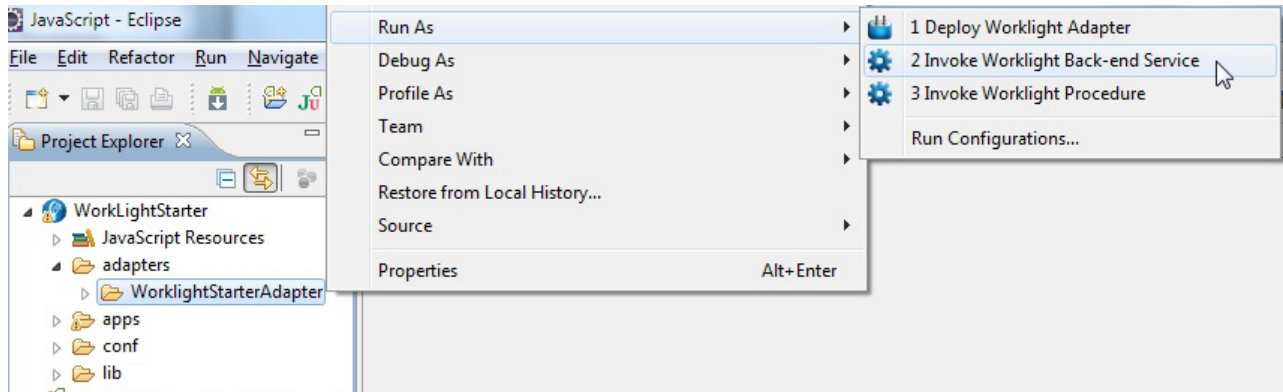 JavaScript - Eclipse
File Edit Refactor Run Navigate
Project Explorer
WorkLightStarter
JavaScript Resources
adapters
WorklightStarterAdapter
apps
conf
lib
Run As
Debug As
Profile As
Team
Compare With
Restore from Local History...
Source
Properties Alt+Enter
1 Deploy Worklight Adapter
2 Invoke Worklight Back-end Service
3 Invoke Worklight Procedure
Run Configurations...